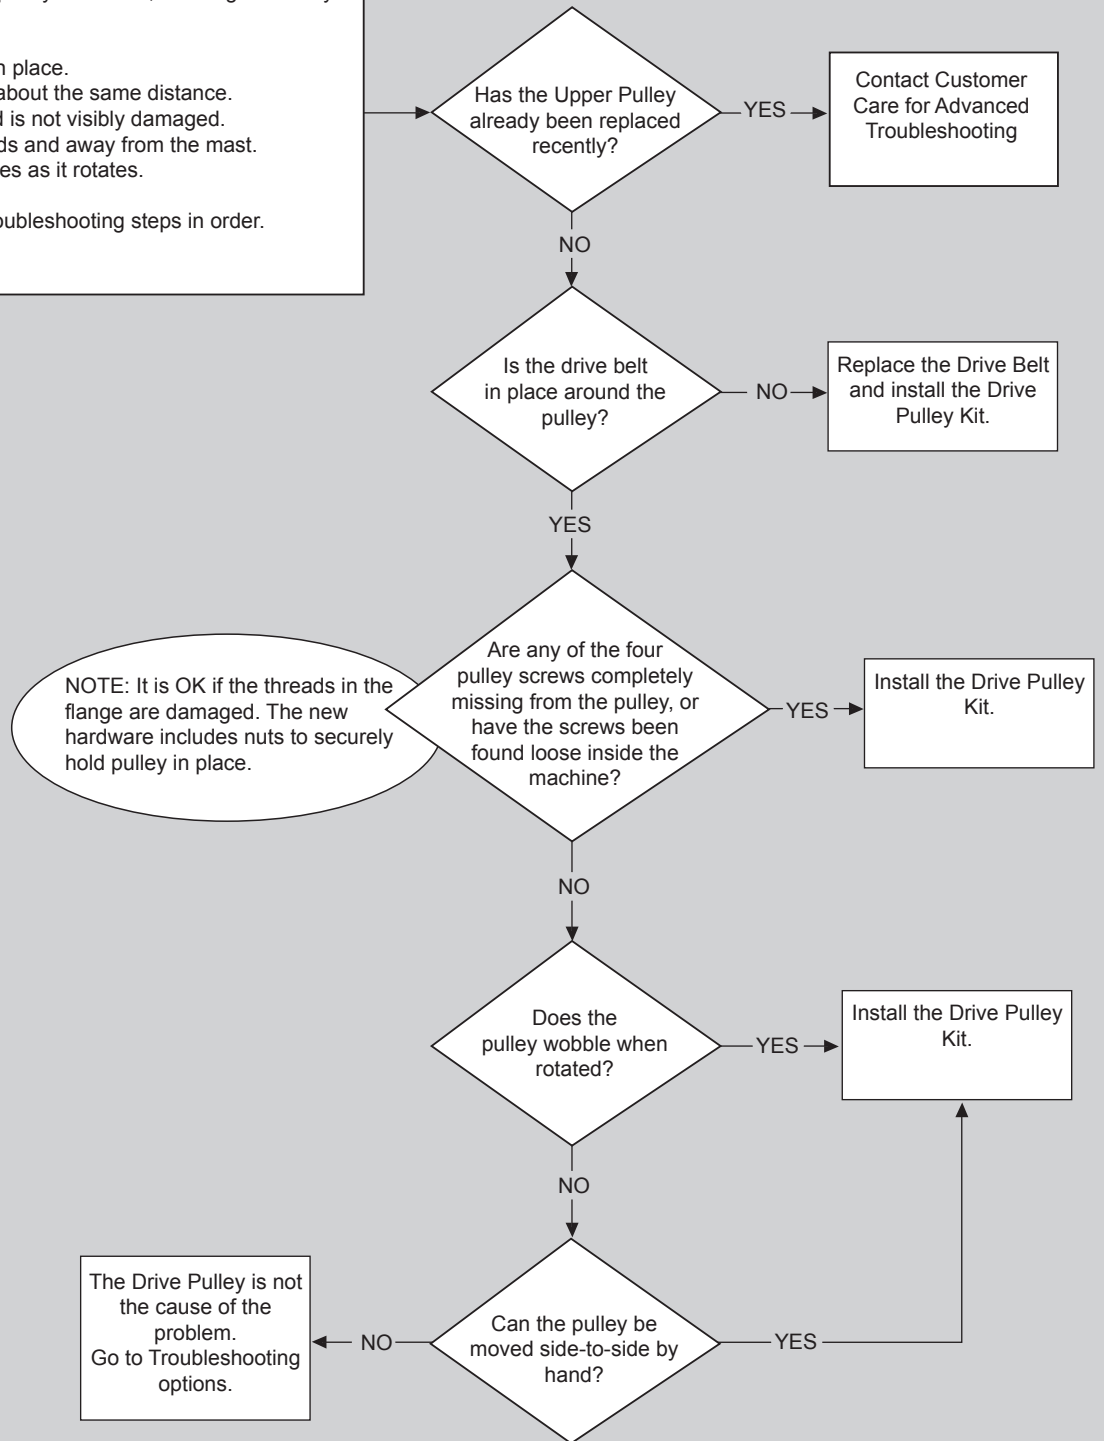 n place.
about the same distance.
d is not visibly damaged.
ds and away from the mast.
es as it rotates.
oubleshooting steps in order.
Has the Upper Pulley
already been replaced
recently?
YES
Contact Customer
Care for Advanced
Troubleshooting
NO
Is the drive belt
in place around the
pulley?
NO
Replace the Drive Belt
and install the Drive
Pulley Kit.
YES
NOTE: It is OK if the threads in the
flange are damaged. The new
hardware includes nuts to securely
hold pulley in place.
Are any of the four
pulley screws completely
missing from the pulley, or
have the screws been
found loose inside the
machine?
YES
Install the Drive Pulley
Kit.
NO
Does the
pulley wobble when
rotated?
YES
Install the Drive Pulley
Kit.
NO
Can the pulley be
moved side-to-side by
hand?
YES
NO
The Drive Pulley is not
the cause of the
problem.
Go to Troubleshooting
options.